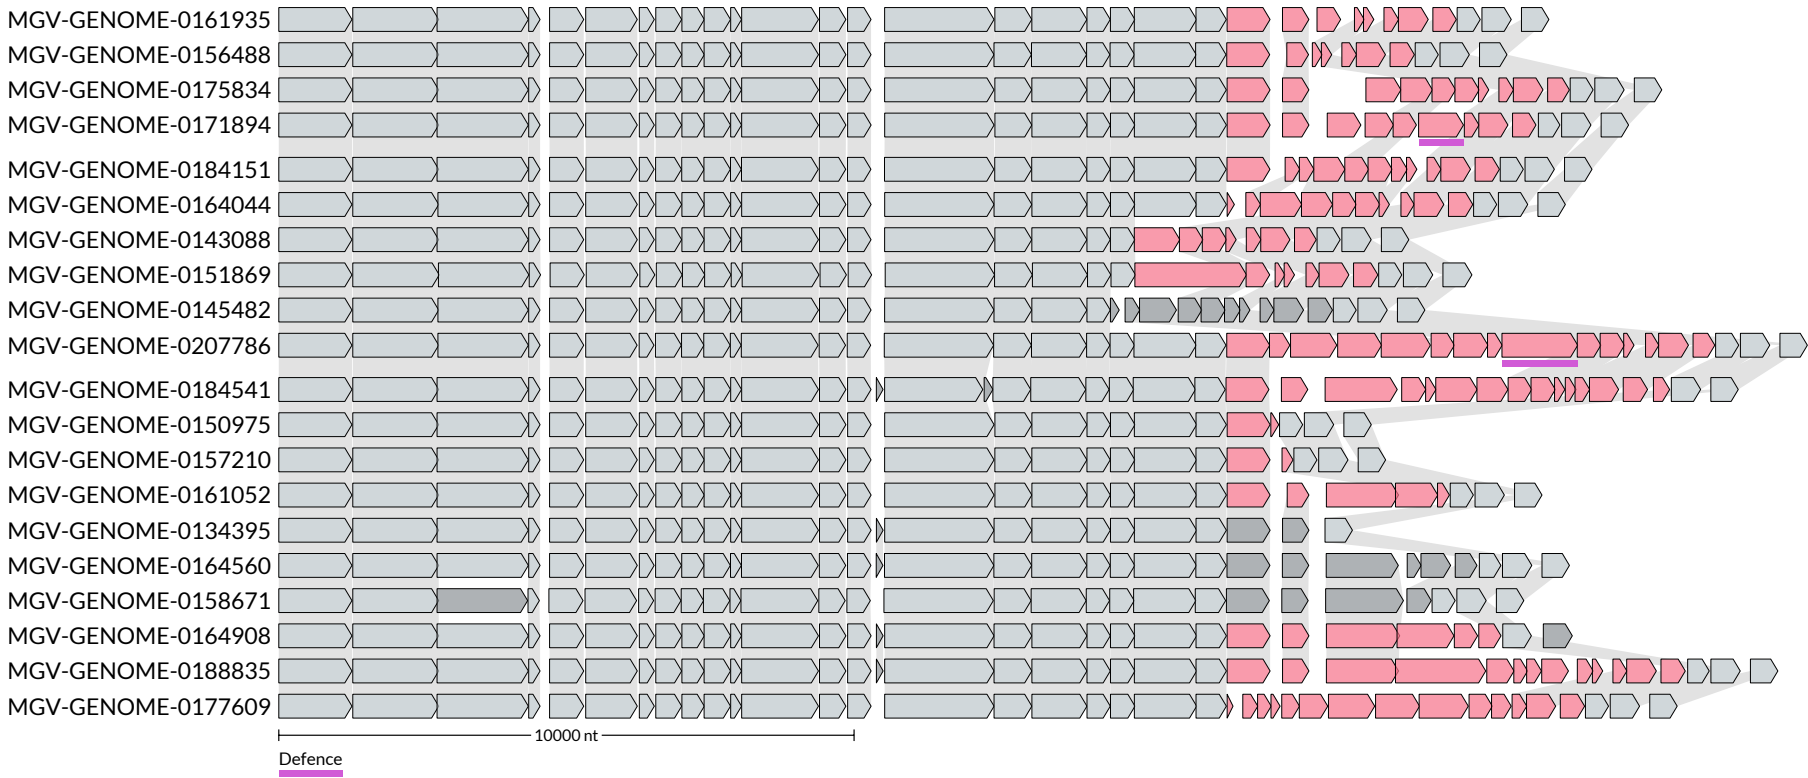 MGV-GENOME-0161935
MGV-GENOME-0156488
MGV-GENOME-0175834
MGV-GENOME-0171894
MGV-GENOME-0184151
MGV-GENOME-0164044
MGV-GENOME-0143088
MGV-GENOME-0151869
MGV-GENOME-0145482
MGV-GENOME-0207786
MGV-GENOME-0184541
MGV-GENOME-0150975
MGV-GENOME-0157210
MGV-GENOME-0161052
MGV-GENOME-0134395
MGV-GENOME-0164560
MGV-GENOME-0158671
MGV-GENOME-0164908
MGV-GENOME-0188835
MGV-GENOME-0177609
10000 nt
Defence